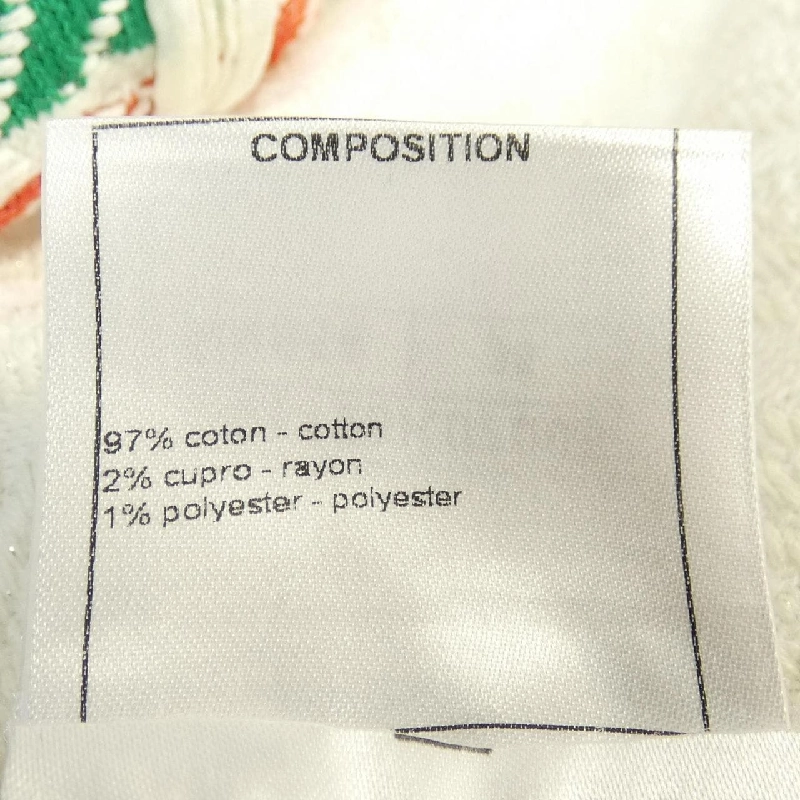 COMPOSITION
97% coton - cotton
2% cupro - rayon
1% polyester - polyester